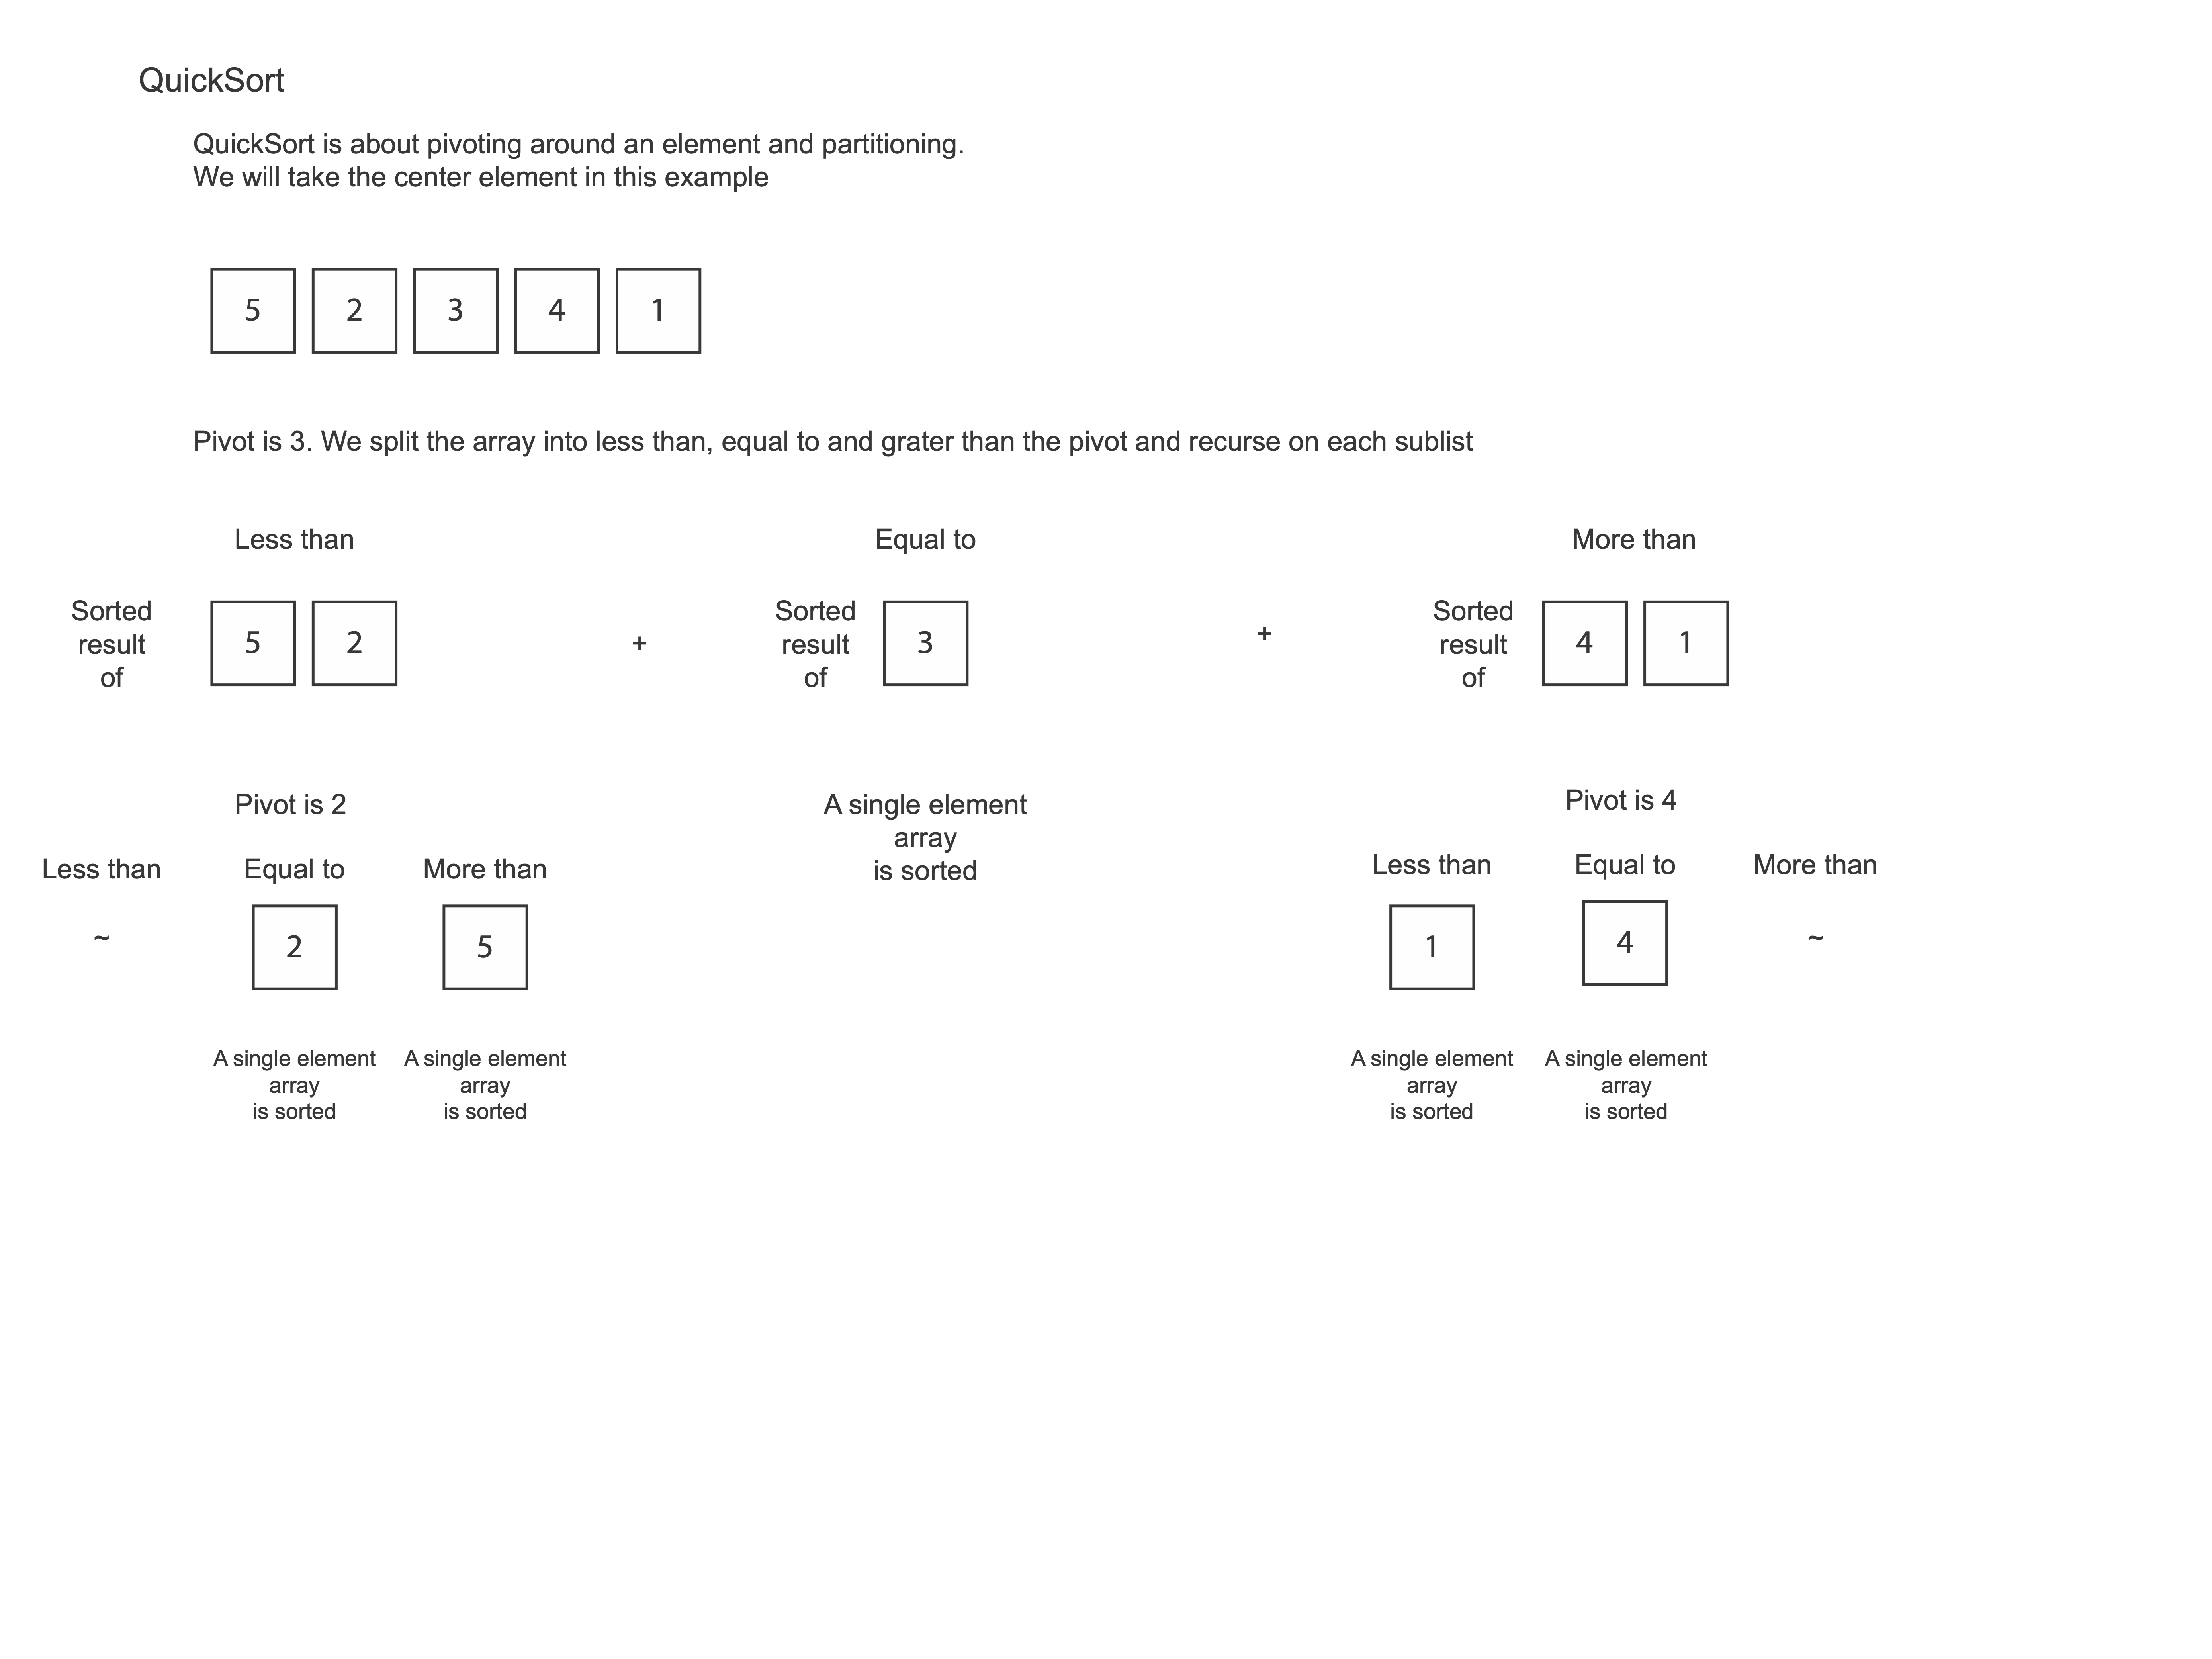 QuickSort
QuickSort is about pivoting around an element and partitioning.
We will take the center element in this example
5 2 3 4 1
Pivot is 3. We split the array into less than, equal to and grater than the pivot and recurse on each sublist
Less than
Equal to
More than
Sorted
result
of
5 2
+
Sorted
result
of
3
+
Sorted
result
of
4 1
Pivot is 2
Less than
Equal to
More than
~
2
5
A single element
array
is sorted
A single element
array
is sorted
A single element
array
is sorted
Pivot is 4
Less than
Equal to
More than
1
4
~
A single element
array
is sorted
A single element
array
is sorted